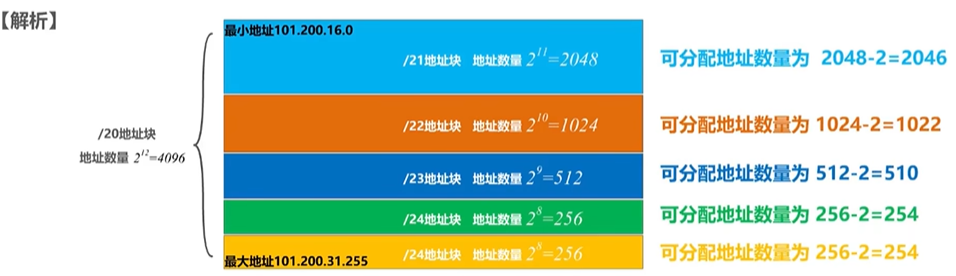 【解析】
最小地址101.200.16.0
/21地址块 地址数量 2^11=2048
可分配地址数量为 2048-2=2046
/22地址块 地址数量 2^10=1024
可分配地址数量为 1024-2=1022
/20地址块
地址数量 2^12=4096
/23地址块 地址数量 2^9=512
可分配地址数量为 512-2=510
/24地址块 地址数量 2^8=256
可分配地址数量为 256-2=254
/24地址块 地址数量 2^8=256
可分配地址数量为 256-2=254
最大地址101.200.31.255